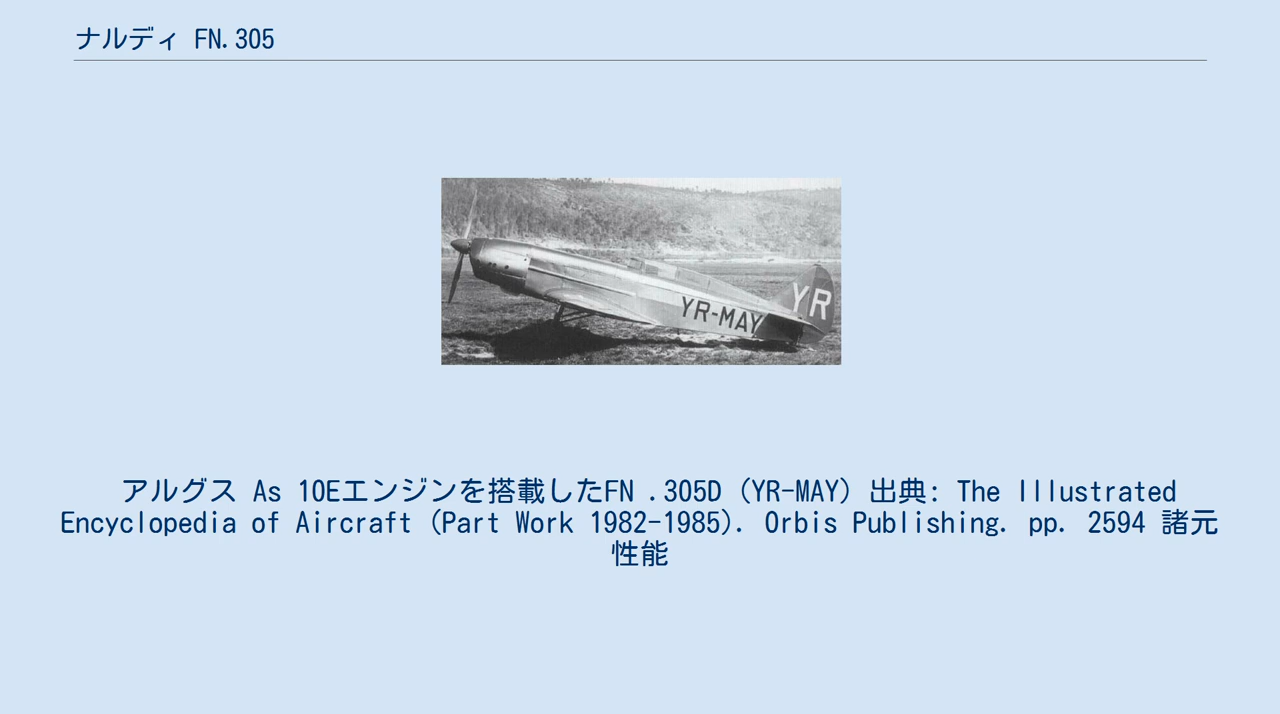 ナルディ FN.305
YR-MAY
YR
アルグス As 10Eエンジンを搭載したFN .305D（YR-MAY）出典: The Illustrated
Encyclopedia of Aircraft (Part Work 1982-1985). Orbis Publishing. pp. 2594 諸元
性能